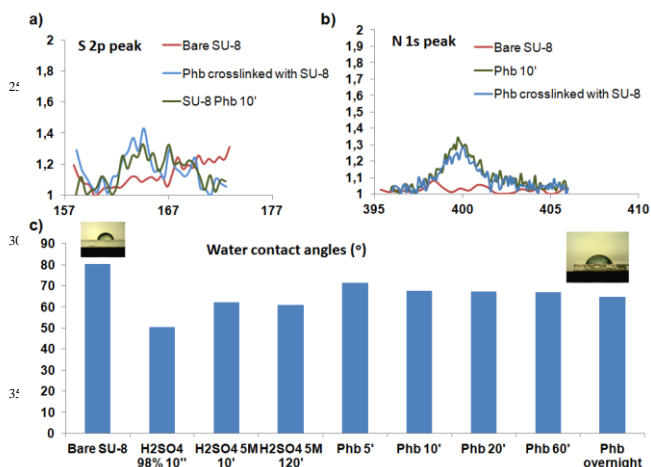 a)
S 2p peak
Bare SU-8
Phb crosslinked with SU-8
SU-8 Phb 10'
2
1,8
1,6
1,4
1,2
1
157
167
177
b)
N 1s peak
Bare SU-8
Phb 10'
Phb crosslinked with SU-8
2
1,9
1,8
1,7
1,6
1,5
1,4
1,3
1,2
1,1
1
395
400
405
410
25
30
35
c)
Water contact angles (º)
90
80
70
60
50
40
30
20
10
0
Bare SU-8
H2SO4 98% 10''
H2SO4 5M 10'
H2SO4 5M 120'
Phb 5'
Phb 10'
Phb 20'
Phb 60'
Phb overnight